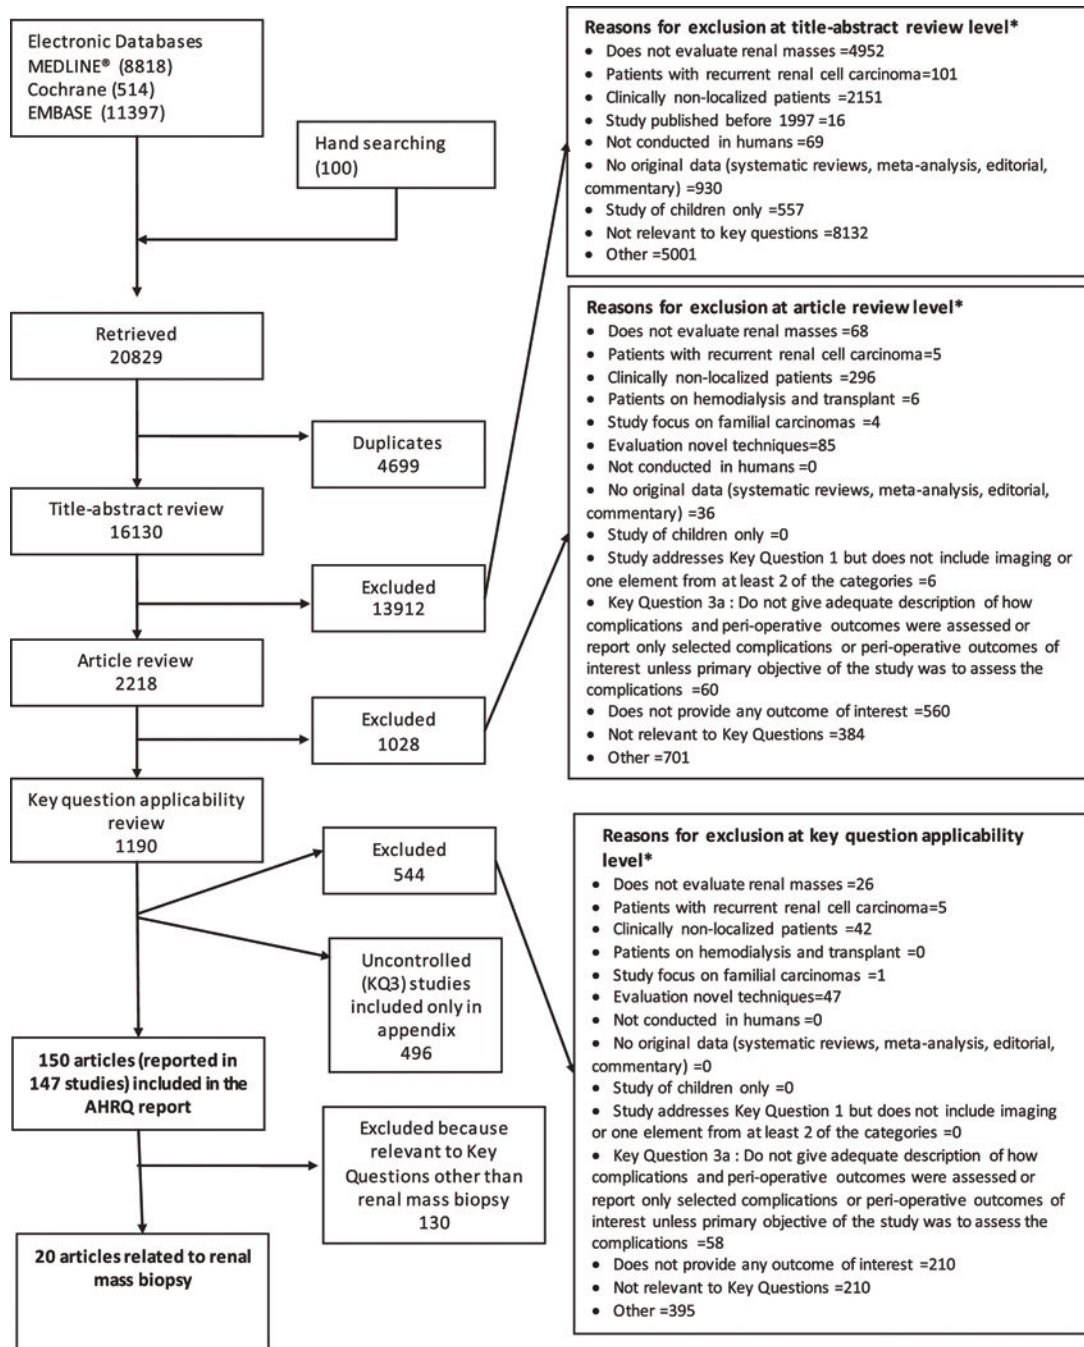 Electronic Databases
MEDLINE® (8818)
Cochrane (514)
EMBASE (11397)
Hand searching
(100)
Retrieved
20829
Duplicates
4699
Title-abstract review
16130
Excluded
13912
Article review
2218
Excluded
1028
Key question applicability
review
1190
Excluded
544
Uncontrolled
(KQ3) studies
included only in
appendix
496
150 articles (reported in
147 studies) included in the
AHRQ report
Excluded because
relevant to Key
Questions other than
renal mass biopsy
130
20 articles related to renal
mass biopsy
Reasons for exclusion at title-abstract review level*
• Does not evaluate renal masses =4952
• Patients with recurrent renal cell carcinoma=101
• Clinically non-localized patients =2151
• Study published before 1997 =16
• Not conducted in humans =69
• No original data (systematic reviews, meta-analysis, editorial,
commentary) =930
• Study of children only =557
• Not relevant to key questions =8132
• Other =5001
Reasons for exclusion at article review level*
• Does not evaluate renal masses =68
• Patients with recurrent renal cell carcinoma=5
• Clinically non-localized patients =296
• Patients on hemodialysis and transplant =6
• Study focus on familial carcinomas =4
• Evaluation novel techniques=85
• Not conducted in humans =0
• No original data (systematic reviews, meta-analysis, editorial,
commentary) =36
• Study of children only =0
• Study addresses Key Question 1 but does not include imaging or
one element from at least 2 of the categories =6
• Key Question 3a : Do not give adequate description of how
complications and peri-operative outcomes were assessed or
report only selected complications or peri-operative outcomes of
interest unless primary objective of the study was to assess the
complications =60
• Does not provide any outcome of interest =560
• Not relevant to Key Questions =384
• Other =701
Reasons for exclusion at key question applicability
level*
• Does not evaluate renal masses =26
• Patients with recurrent renal cell carcinoma=5
• Clinically non-localized patients =42
• Patients on hemodialysis and transplant =0
• Study focus on familial carcinomas =1
• Evaluation novel techniques=47
• Not conducted in humans =0
• No original data (systematic reviews, meta-analysis, editorial,
commentary) =0
• Study of children only =0
• Study addresses Key Question 1 but does not include imaging
or one element from at least 2 of the categories =0
• Key Question 3a : Do not give adequate description of how
complications and peri-operative outcomes were assessed or
report only selected complications or peri-operative outcomes of
interest unless primary objective of the study was to assess the
complications =58
• Does not provide any outcome of interest =210
• Not relevant to Key Questions =210
• Other =395